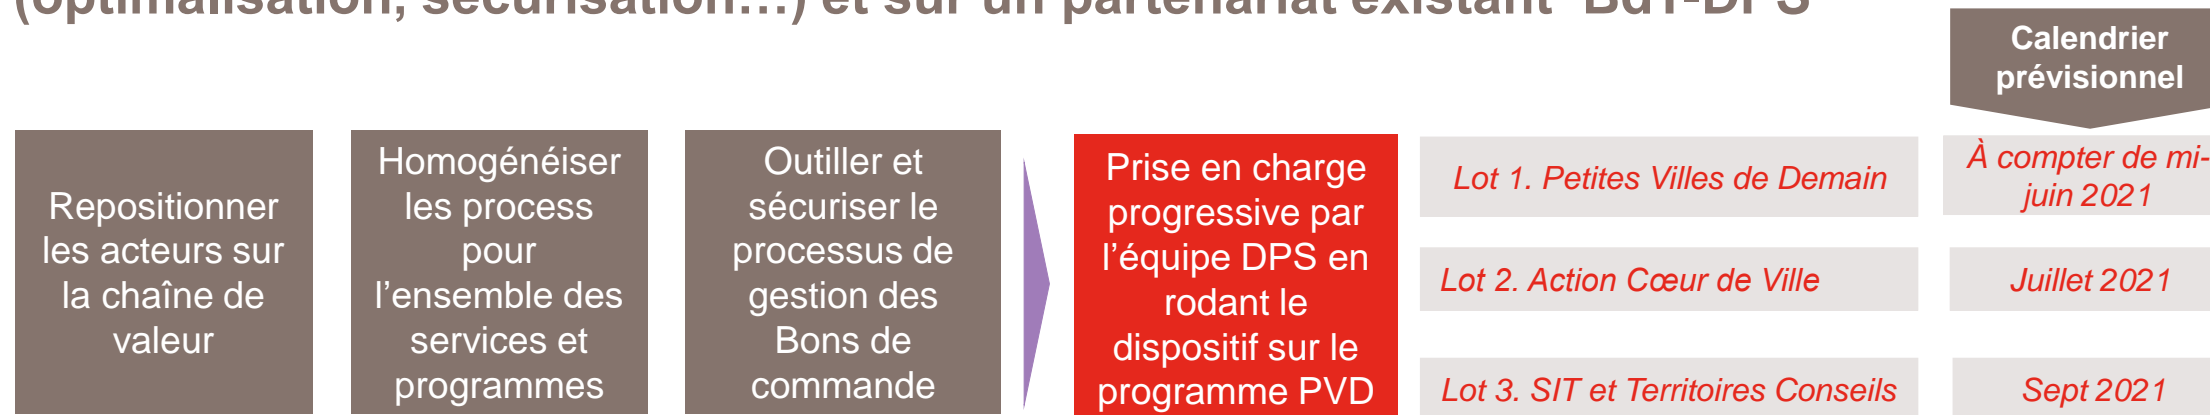 (optimalisation, sécurisation…) et sur un partenariat existant BdT-DPS
Calendrier
prévisionnel
Repositionner
les acteurs sur
la chaîne de
valeur
Homogénéiser
les process
pour
l’ensemble des
services et
programmes
Outiller et
sécuriser le
processus de
gestion des
Bons de
commande
Prise en charge
progressive par
l’équipe DPS en
rodant le
dispositif sur le
programme PVD
Lot 1. Petites Villes de Demain
À compter de mi-
juin 2021
Lot 2. Action Cœur de Ville
Juillet 2021
Lot 3. SIT et Territoires Conseils
Sept 2021